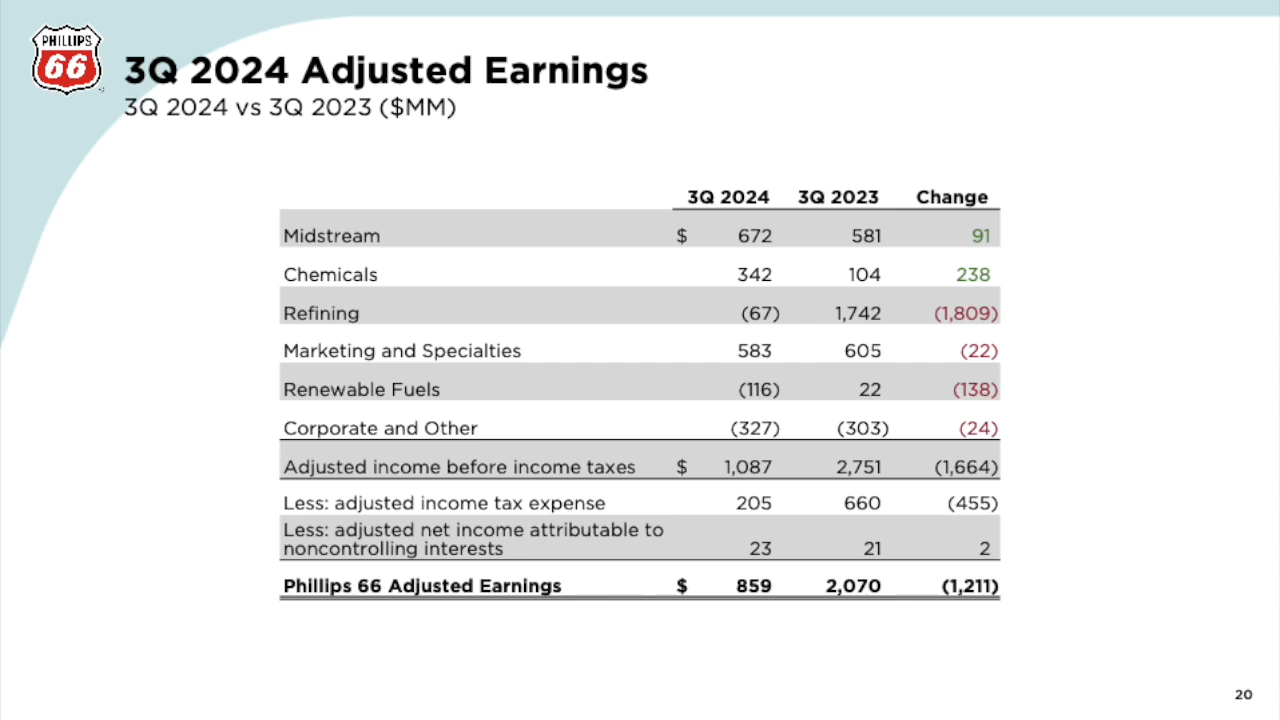 PHILLIPS
66
3Q 2024 Adjusted Earnings
3Q 2024 vs 3Q 2023 ($MM)
3Q 2024 3Q 2023 Change
Midstream $ 672 581 91
Chemicals 342 104 238
Refining (67) 1,742 (1,809)
Marketing and Specialties 583 605 (22)
Renewable Fuels (116) 22 (138)
Corporate and Other (327) (303) (24)
Adjusted income before income taxes $ 1,087 2,751 (1,664)
Less: adjusted income tax expense 205 660 (455)
Less: adjusted net income attributable to
noncontrolling interests 23 21 2
Phillips 66 Adjusted Earnings $ 859 2,070 (1,211)
20